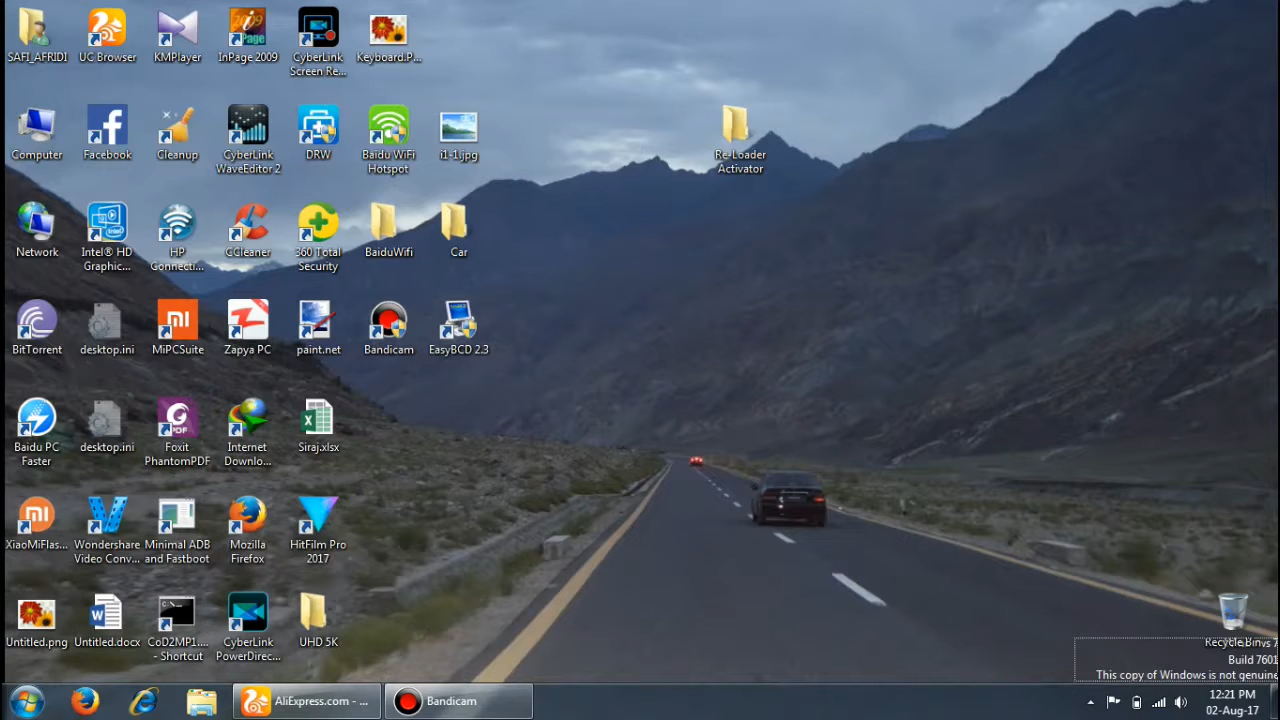 SAFI_AFRIDI
UC Browser
KMPlayer
InPage 2009
CyberLink
Screen Re...
Keyboard.P...
Computer
Facebook
Cleanup
CyberLink
WaveEditor 2
DRW
Baidu WiFi
Hotspot
i1-1.jpg
Re-Loader
Activator
Network
Intel® HD
Graphic...
HP
Connecti...
CCleaner
360 Total
Security
BaiduWifi
Car
BitTorrent
desktop.ini
MiPCSuite
Zapya PC
paint.net
Bandicam
EasyBCD 2.3
Baidu PC
Faster
desktop.ini
Foxit
PhantomPDF
Internet
Downlo...
Siraj.xlsx
XiaoMiFlas...
Wondershare
Video Conv...
Minimal ADB
and Fastboot
Mozilla
Firefox
HitFilm Pro
2017
Untitled.png
Untitled.docx
CoD2MP1....
- Shortcut
CyberLink
PowerDirec...
UHD 5K
Recycle Bin
Build 7601
This copy of Windows is not genuine
AliExpress.com - ...
Bandicam
12:21 PM
02-Aug-17